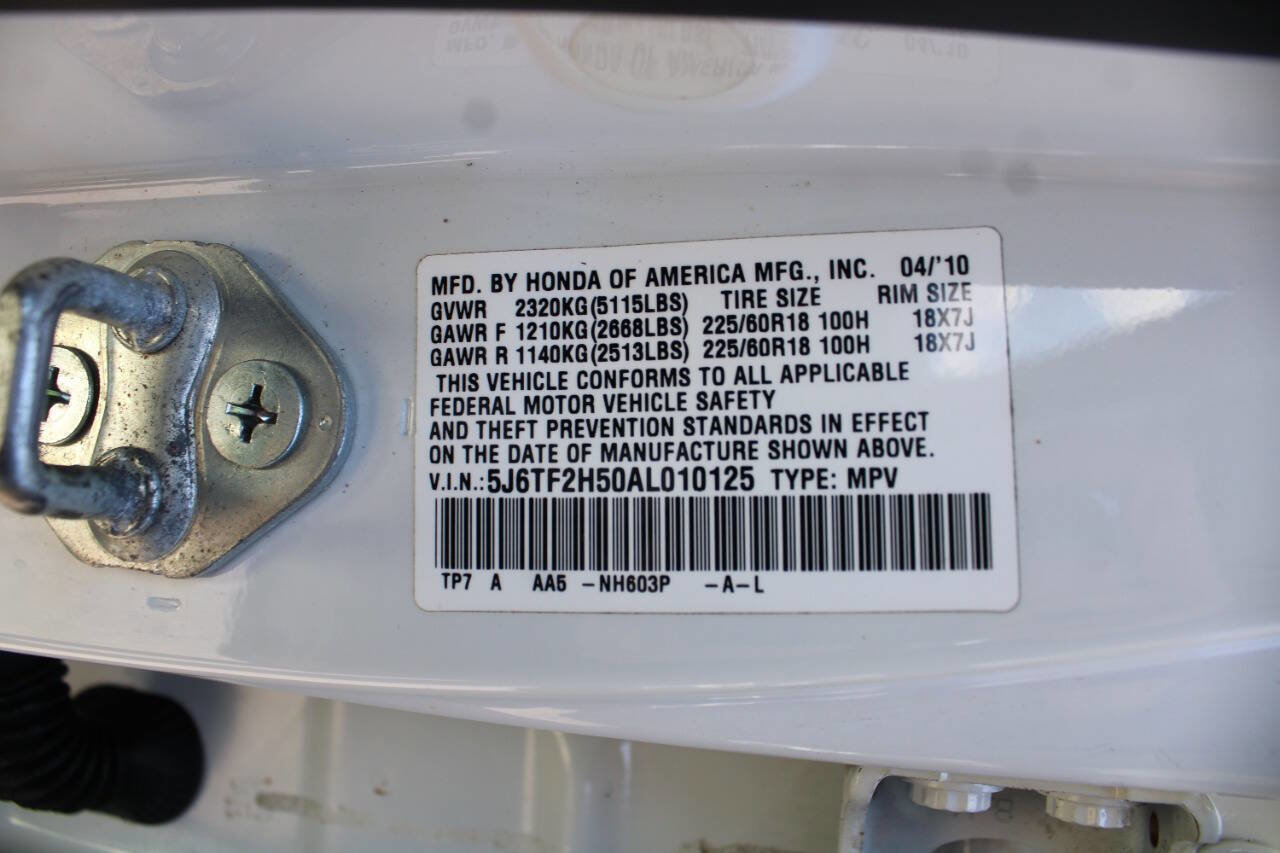 MFD. BY HONDA OF AMERICA MFG., INC. 04/'10
GVWR 2320KG(5115LBS) TIRE SIZE RIM SIZE
GAWR F 1210KG(2668LBS) 225/60R18 100H 18X7J
GAWR R 1140KG(2513LBS) 225/60R18 100H 18X7J
THIS VEHICLE CONFORMS TO ALL APPLICABLE
FEDERAL MOTOR VEHICLE SAFETY
AND THEFT PREVENTION STANDARDS IN EFFECT
ON THE DATE OF MANUFACTURE SHOWN ABOVE.
V.I.N.: 5J6TF2H50AL010125 TYPE: MPV
TP7 A AA5 -NH603P -A-L